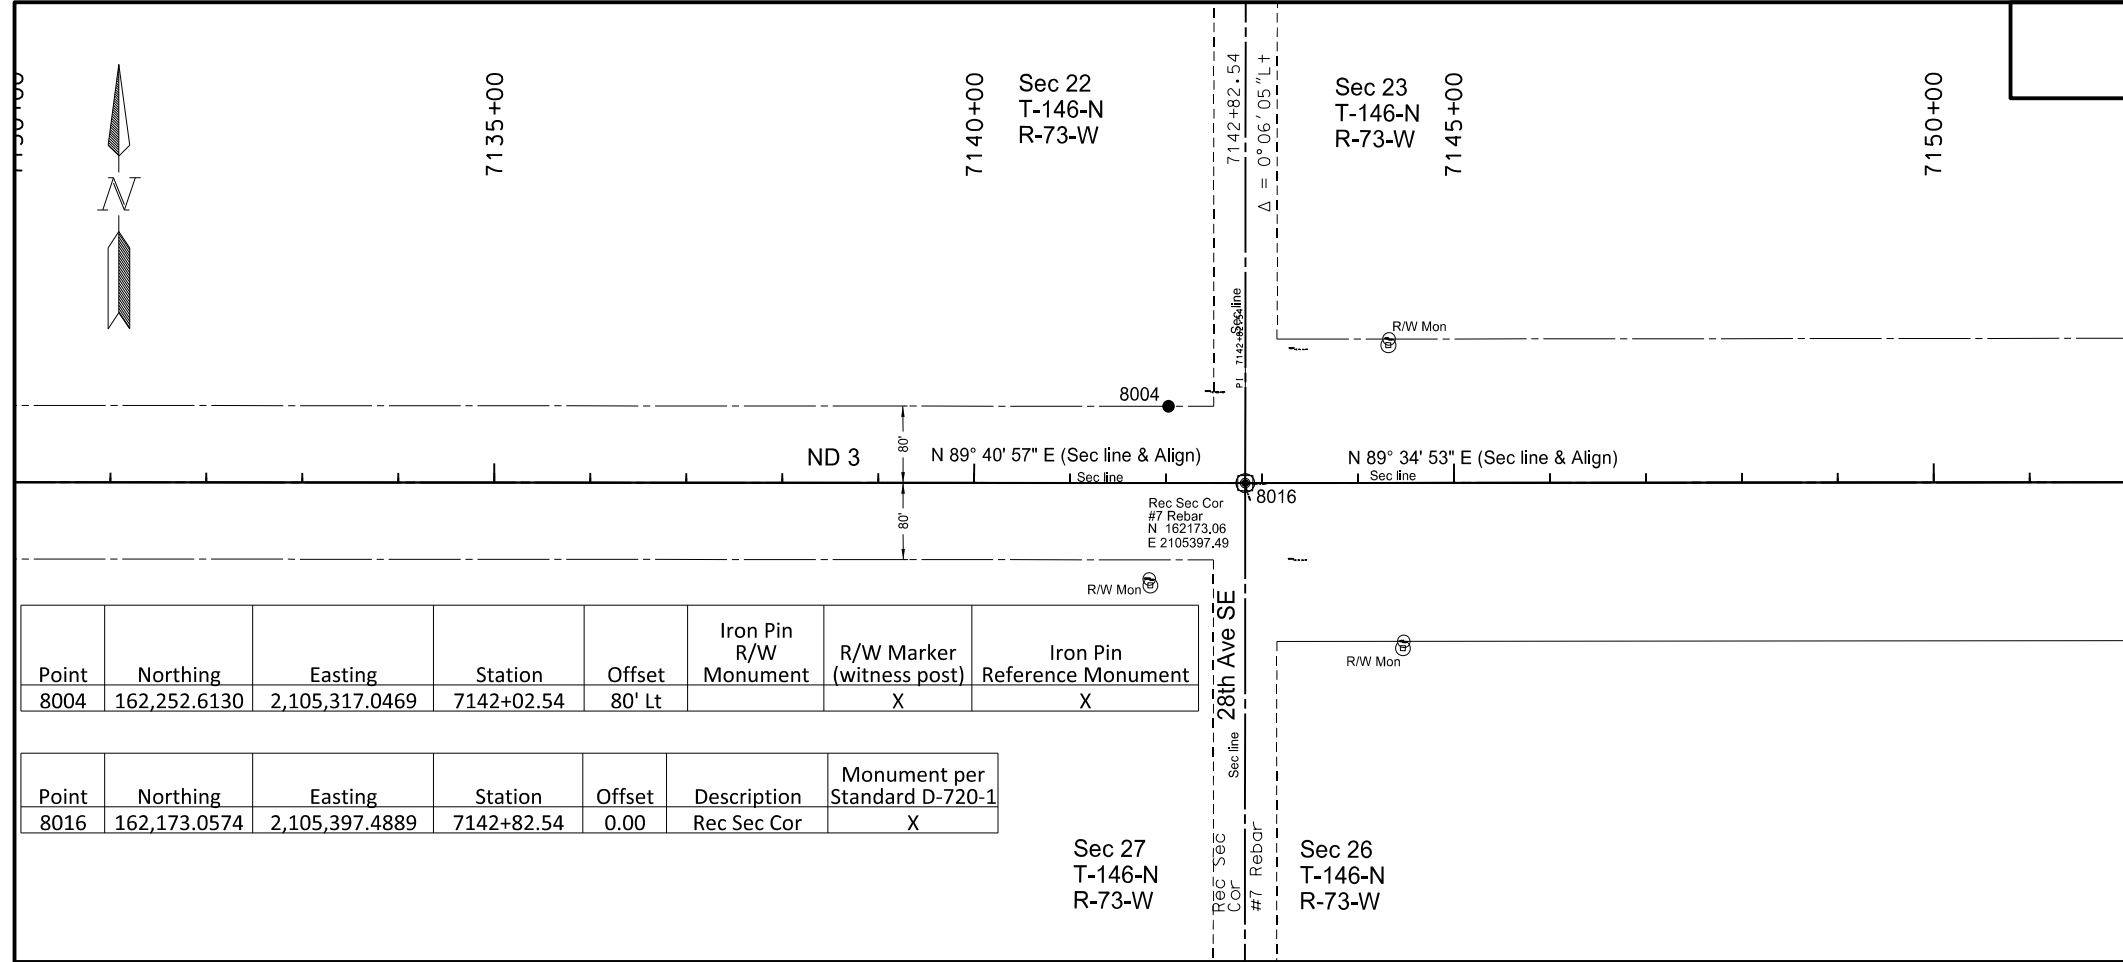 7135+00
7140+00
Sec 22
T-146-N
R-73-W
7142+82.54
Δ = 0°06'05"Lt
Sec 23
T-146-N
R-73-W
7145+00
7150+00
N
Sec line
PI 7142+82.54
R/W Mon
8004
80'
ND 3
N 89° 40' 57" E (Sec line & Align)
Sec line
N 89° 34' 53" E (Sec line & Align)
Sec line
8016
80'
Rec Sec Cor
#7 Rebar
N 162173.06
E 2105397.49
R/W Mon
R/W Mon
28th Ave SE
Sec line
Point Northing Easting Station Offset Iron Pin R/W Monument R/W Marker (witness post) Iron Pin Reference Monument
8004 162,252.6130 2,105,317.0469 7142+02.54 80' Lt X X
Point Northing Easting Station Offset Description Monument per Standard D-720-1
8016 162,173.0574 2,105,397.4889 7142+82.54 0.00 Rec Sec Cor X
Sec 27
T-146-N
R-73-W
Rec Sec
Cor
#7 Rebar
Sec 26
T-146-N
R-73-W